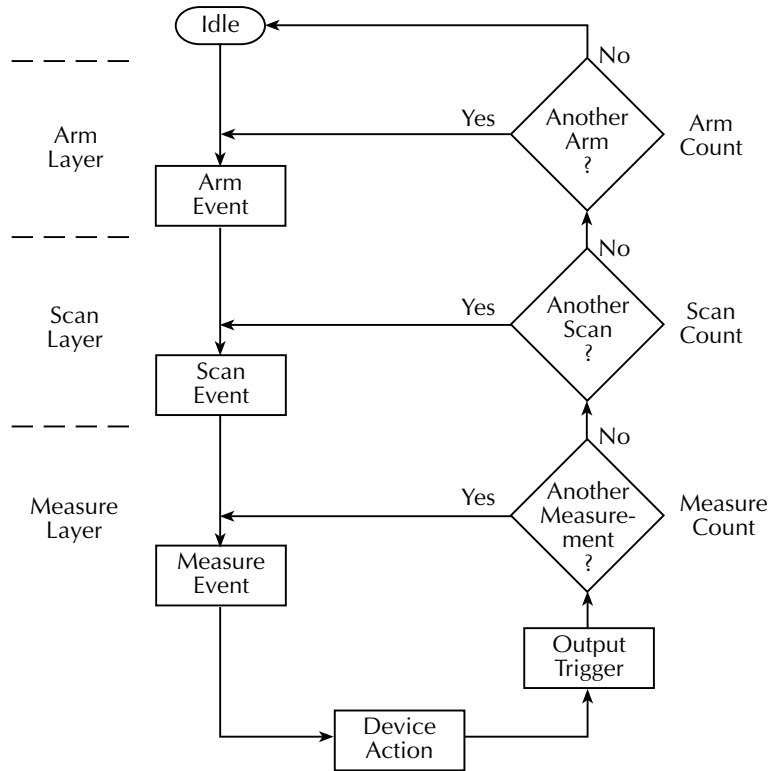 Idle
No
Arm
Layer
Yes
Another
Arm
?
Arm
Count
Arm
Event
No
Scan
Layer
Yes
Another
Scan
?
Scan
Count
Scan
Event
No
Measure
Layer
Yes
Another
Measure-
ment
?
Measure
Count
Measure
Event
Output
Trigger
Device
Action